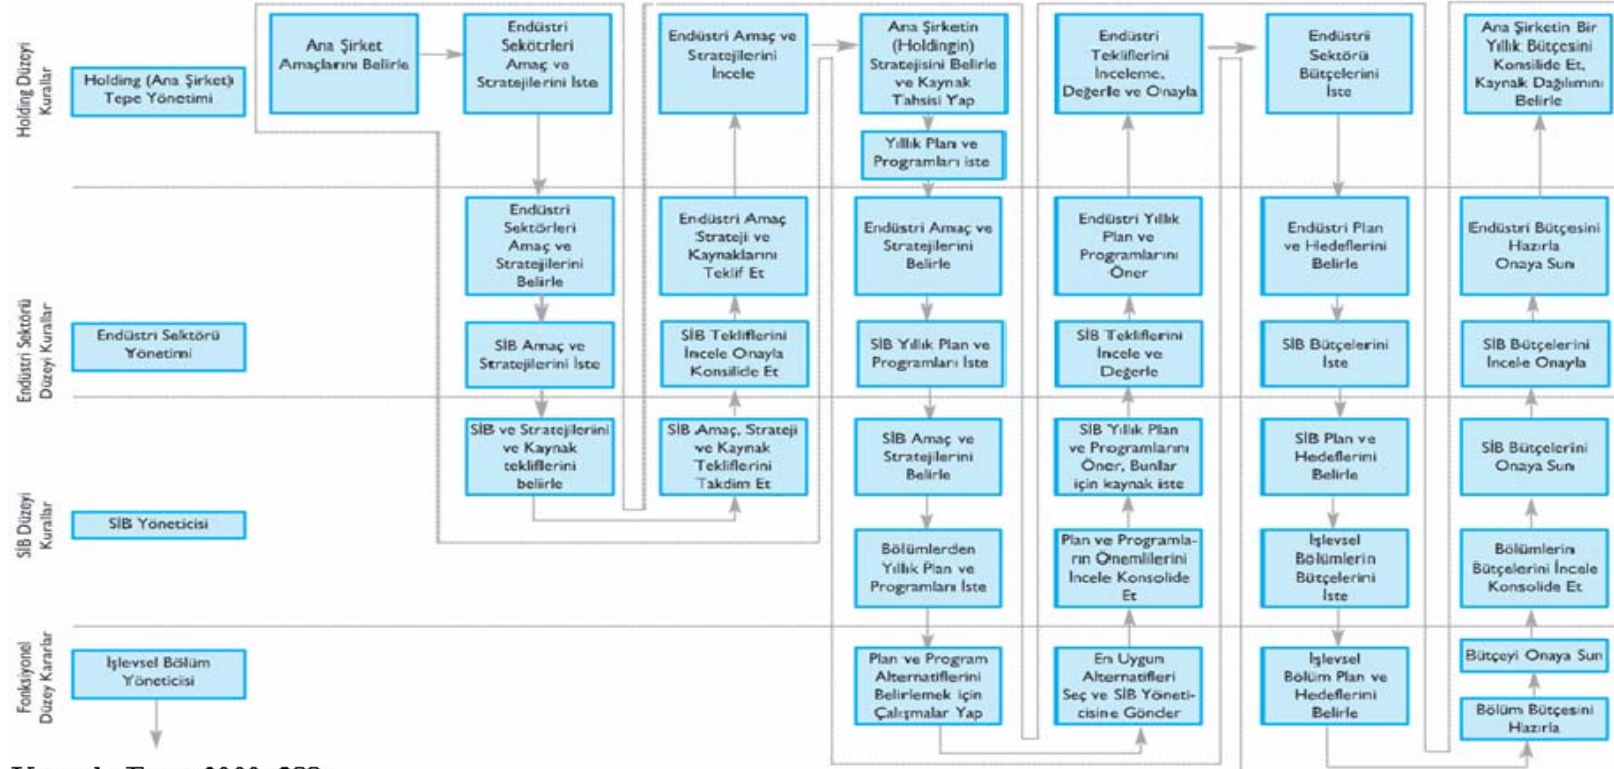 Holding Düzeyi
Kurallar
Holding (Ana Şirket)
Tepe Yönetimi
Ana Şirket
Amaçlarını Belirle
Endüstri
Sekötrleri
Amaç ve
Stratejilerini İste
Endüstri Amaç ve
Stratejilerini
İncele
Ana Şirketin
(Holdingin)
Stratejisini Belirle
ve Kaynak
Tahsisi Yap
Yıllık Plan ve
Programları iste
Endüstri
Tekliflerini
İnceleme,
Değerlle ve Onayla
Endüstri
Sektörü
Bütçelerini
İste
Ana Şirketin Bir
Yıllık Bütçesini
Konsilide Et,
Kaynak Dağılımını
Belirle
Endüstri Sektörü
Düzeyi Kurallar
Endüstri Sektörü
Yönetimi
Endüstri
Sektörleri
Amaç ve
Stratejilerini
Belirle
SİB Amaç ve
Stratejilerini İste
Endüstri Amaç
Strateji ve
Kaynaklarını
Teklif Et
SİB Tekliflerini
İncele Onayla
Konsilide Et
Endüstri Amaç ve
Stratejilerini
Belirle
SİB Yıllık Plan ve
Programları İste
Endüstri Yıllık
Plan ve
Programlarını
Öner
SİB Tekliflerini
İncele ve
Değerle
Endüstri Plan
ve Hedeflerini
Belirle
SİB Bütçelerini
İste
Endüstri Bütçesini
Hazırla
Onaya Sun
SİB Bütçelerini
İncele Onayla
SİB Düzeyi
Kurallar
SİB Yöneticisi
SİB ve Stratejilerini
ve Kaynak
tekliflerini
belirle
SİB Amaç, Strateji
ve Kaynak
Tekliflerini
Takdim Et
SİB Amaç ve
Stratejilerini
Belirle
Bölümlerden
Yıllık Plan ve
Programları İste
SİB Yıllık Plan
ve Programlarını
Öner, Bunlar
için kaynak iste
Plan ve Programla-
rın Önemlilerini
İncele Konsolide
Et
SİB Plan ve
Hedeflerini
Belirle
İşlevsel
Bölümlerin
Bütçelerini
İste
SİB Bütçelerini
Onaya Sun
Bölümlerin
Bütçelerini İncele
Konsolide Et
Fonksiyonel
Düzey Kararlar
İşlevsel Bölüm
Yöneticisi
Plan ve Program
Alternatiflerini
Belirlemek için
Çalışmalar Yap
En Uygun
Alternatifleri
Seç ve SİB Yöneti-
cisine Gönder
İşlevsel
Bölüm Plan ve
Hedeflerini
Belirle
Bütçeyi Onaya Sun
Bölüm Bütçesini
Hazırla